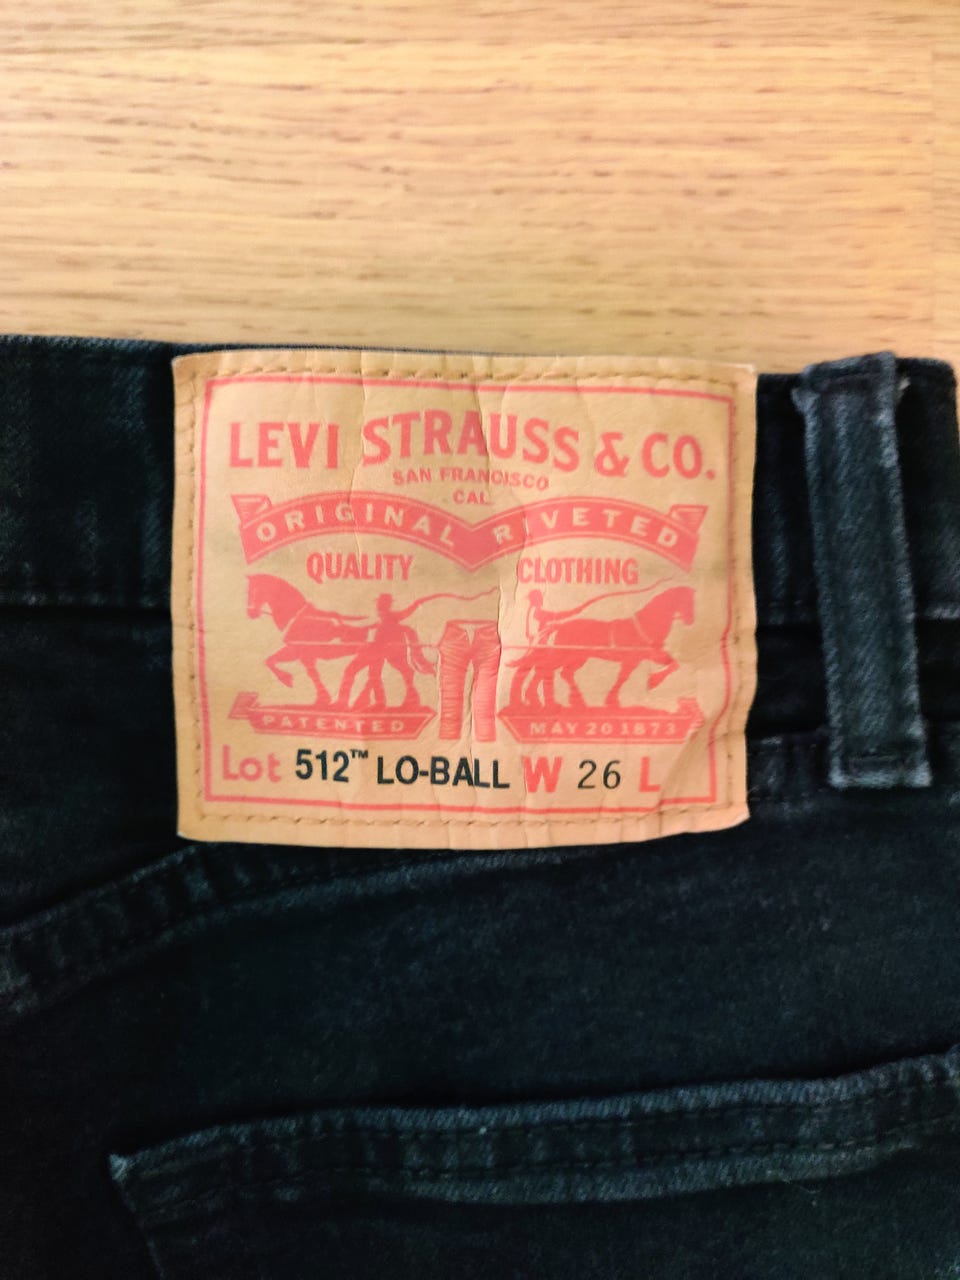 LEVI STRAUSS & CO.
SAN FRANCISCO
CAL
ORIGINAL RIVETED
QUALITY CLOTHING
PATENTED MAY 20 1873
Lot 512™ LO-BALL W 26 L